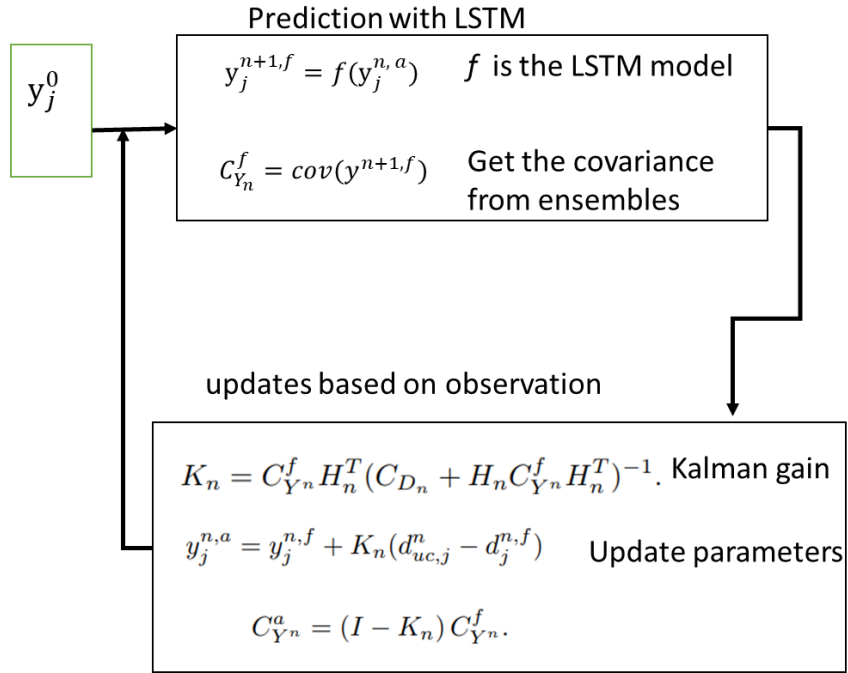 Prediction with LSTM
y_j^0
y_j^{n+1,f} = f(y_j^{n,a}) f is the LSTM model
C_{Y_n}^f = cov(y^{n+1,f}) Get the covariance
from ensembles
updates based on observation
K_n = C_{Y^n}^f H_n^T (C_{D_n} + H_n C_{Y^n}^f H_n^T)^{-1}. Kalman gain
y_j^{n,a} = y_j^{n,f} + K_n(d_{uc,j}^n − d_j^{n,f}) Update parameters
C_{Y^n}^a = (I − K_n) C_{Y^n}^f.